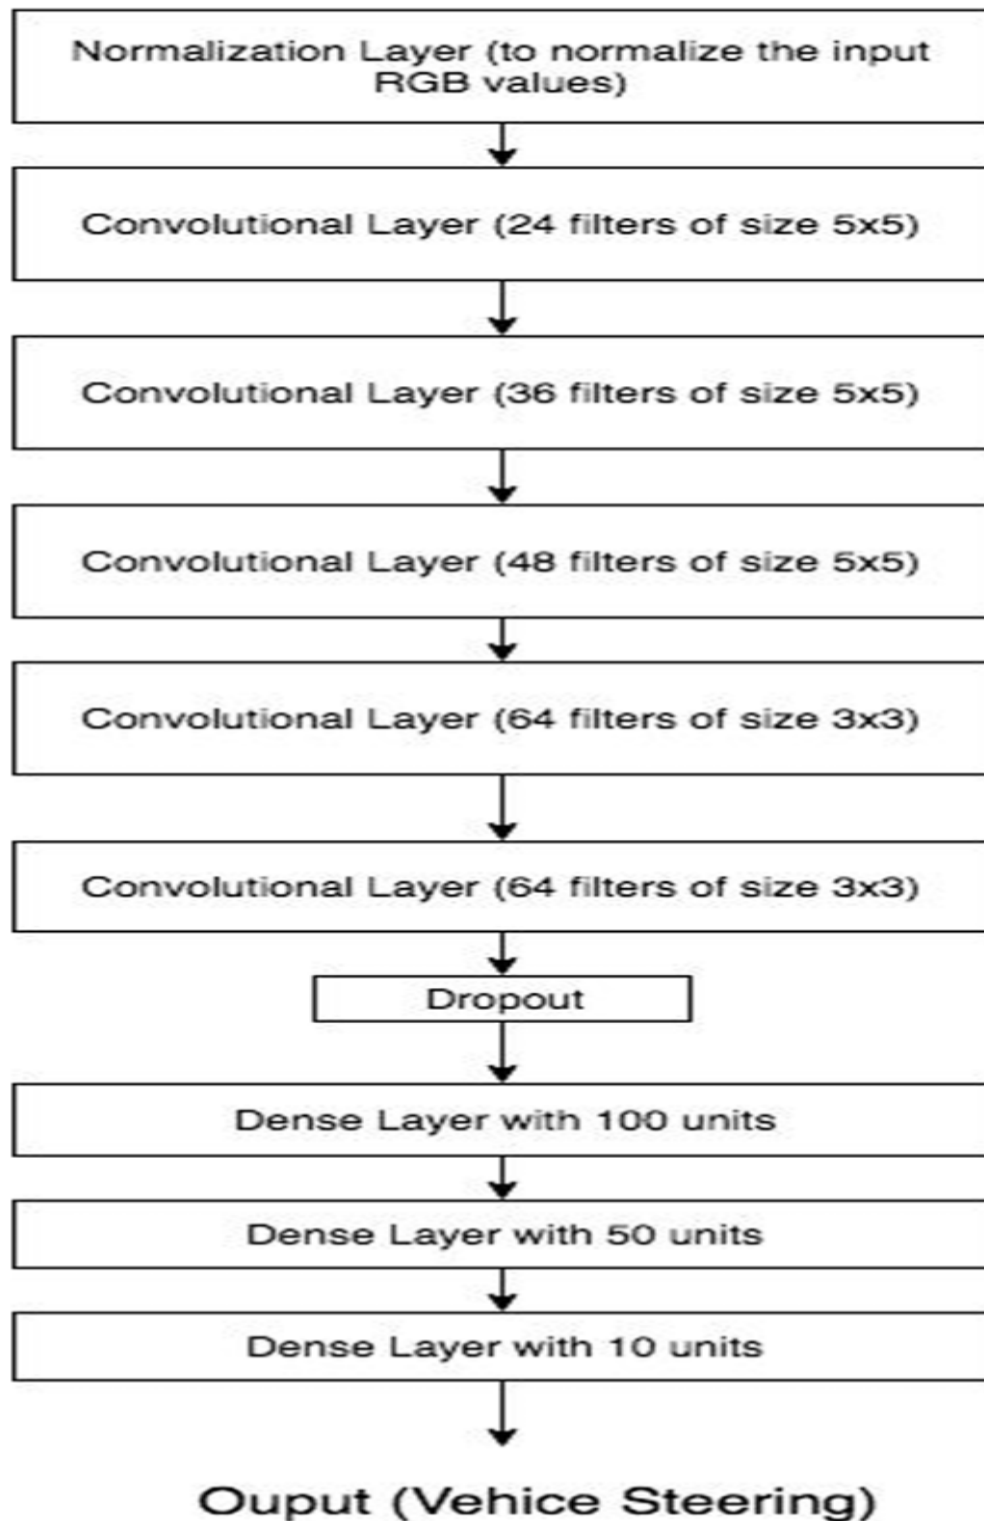 Normalization Layer (to normalize the input
RGB values)
Convolutional Layer (24 filters of size 5x5)
Convolutional Layer (36 filters of size 5x5)
Convolutional Layer (48 filters of size 5x5)
Convolutional Layer (64 filters of size 3x3)
Convolutional Layer (64 filters of size 3x3)
Dropout
Dense Layer with 100 units
Dense Layer with 50 units
Dense Layer with 10 units
Ouput (Vehice Steering)